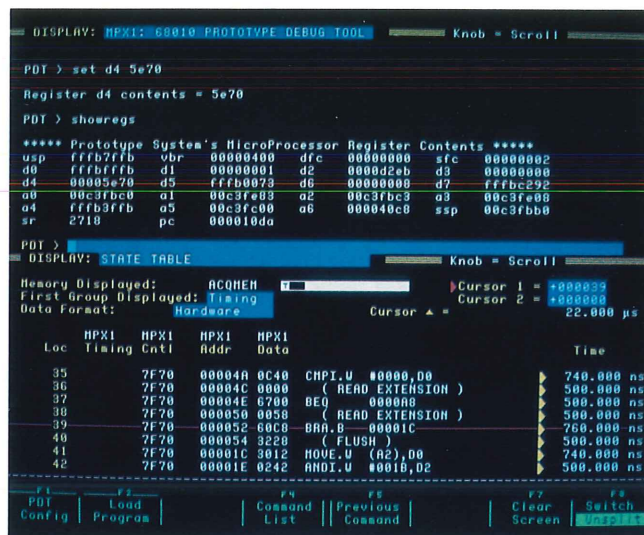 DISPLAY: MPX1: 68010 PROTOTYPE DEBUG TOOL Knob = Scroll
PDT > set d4 5e70
Register d4 contents = 5e70
PDT > showregs
***** Prototype System's MicroProcessor Register Contents *****
usp fffb7ffb vbr 00000400 dfc 00000000 sfc 00000002
d0 fffbfffb d1 00000001 d2 0000d2eb d3 00000000
d4 00005e70 d5 fffb0073 d6 00000008 d7 fffbc292
a0 00c3fbc0 a1 00c3fe83 a2 00c3fbc3 a3 00c3fe08
a4 fffb3ffb a5 00c3fc00 a6 000040c8 ssp 00c3fbb0
sr 2718 pc 000010da
PDT >
DISPLAY: STATE TABLE Knob = Scroll
Memory Displayed: ACQMEM T Cursor 1 = +000039
First Group Displayed: Timing Cursor 2 = +000000
Data Format: Hardware Cursor ▲ = 22.000 µs
MPX1 MPX1 MPX1 MPX1
Loc Timing Cntl Addr Data Time
35 7F70 00004A 0C40 CMPI.W #0000,D0 740.000 ns
36 7F70 00004C 0000 ( READ EXTENSION ) 500.000 ns
37 7F70 00004E 6700 BEQ 0000A8 500.000 ns
38 7F70 000050 0058 ( READ EXTENSION ) 500.000 ns
39 7F70 000052 60C8 BRA.B 00001C 760.000 ns
40 7F70 000054 3228 ( FLUSH ) 500.000 ns
41 7F70 00001C 3012 MOVE.W (A2),D0 740.000 ns
42 7F70 00001E 0242 ANDI.W #001B,D2 500.000 ns
F1 F2 F4 F5 F7 F8
PDT Load Command Previous Clear Switch
Config Program List Command Screen Unsplit